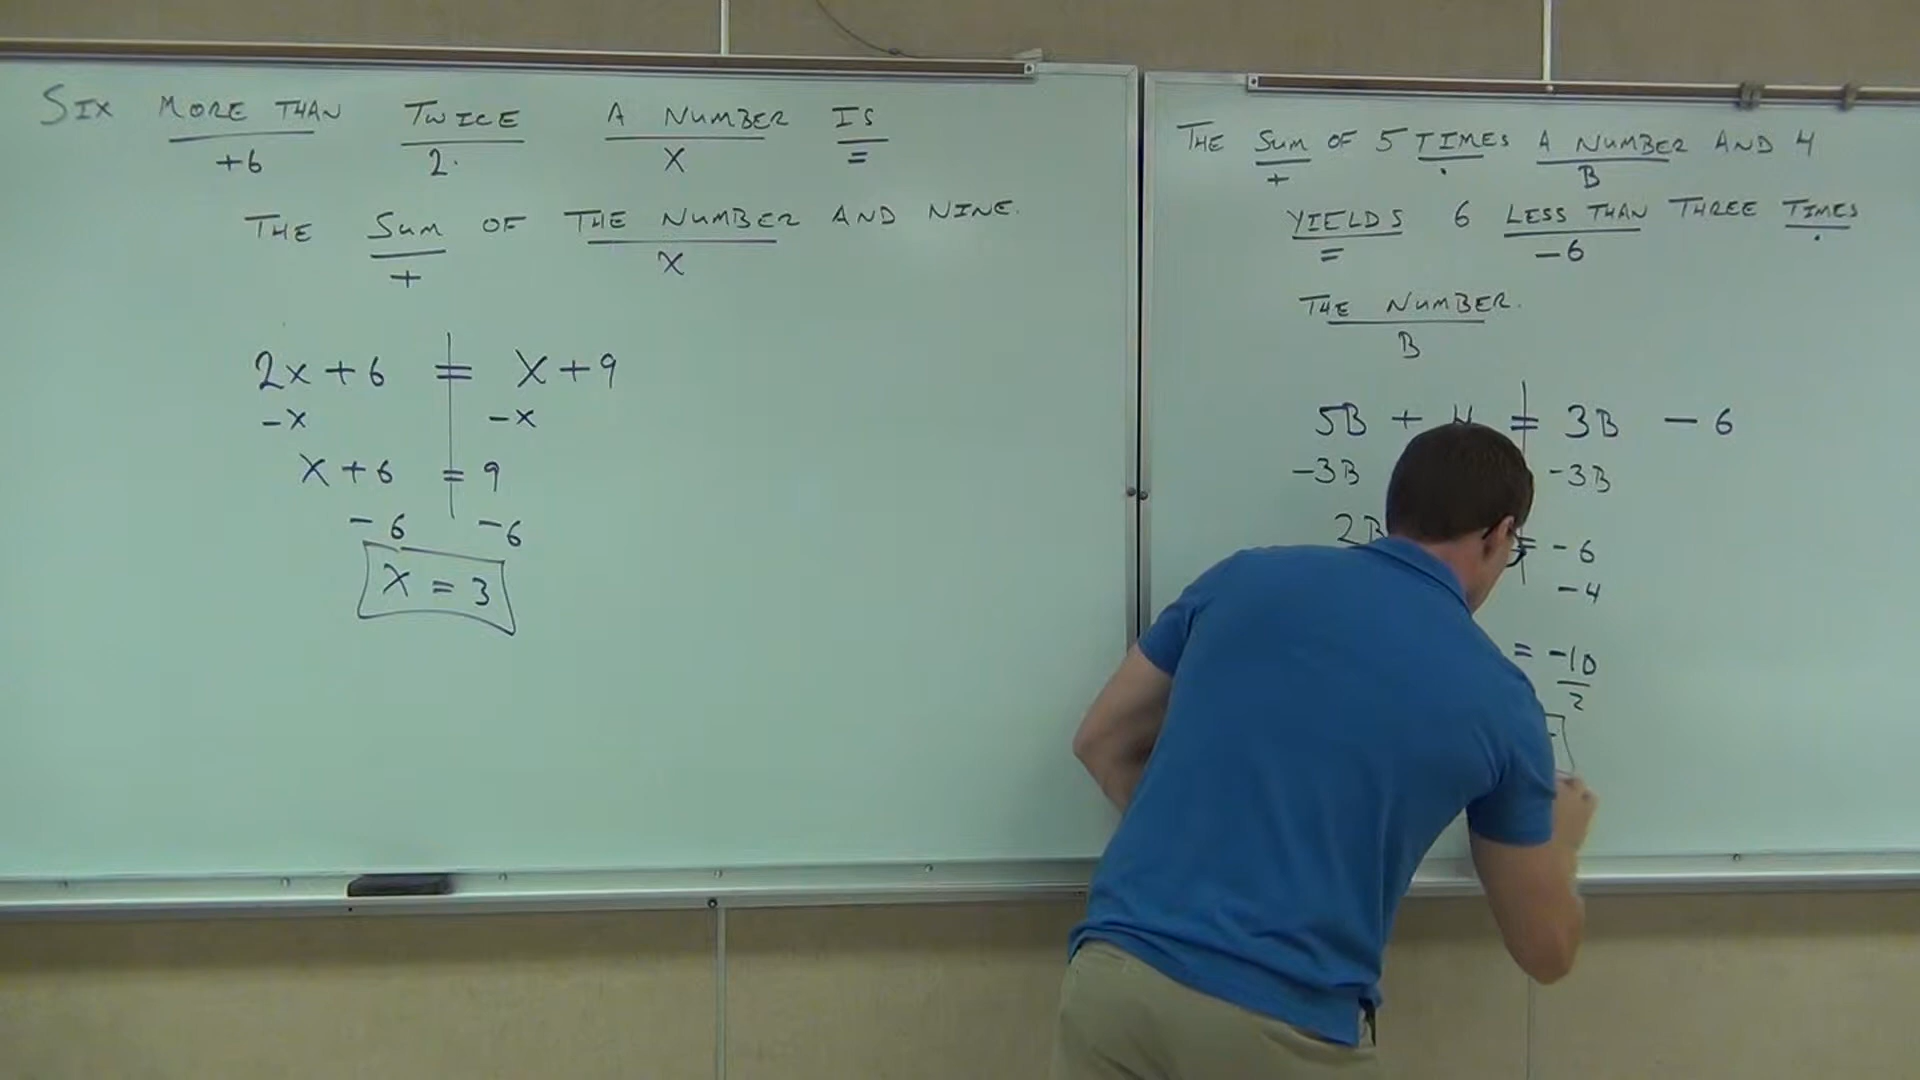 SIX MORE THAN TWICE A NUMBER IS
+6 2· X =
THE SUM OF THE NUMBER AND NINE.
+ X
2x + 6 = X + 9
-x -x
X + 6 = 9
-6 -6
X = 3
THE SUM OF 5 TIMES A NUMBER AND 4
+ · B
YIELDS 6 LESS THAN THREE TIMES
= -6 ·
THE NUMBER.
B
5B + 4 = 3B - 6
-3B -3B
2B = -6
-4
= -10
2